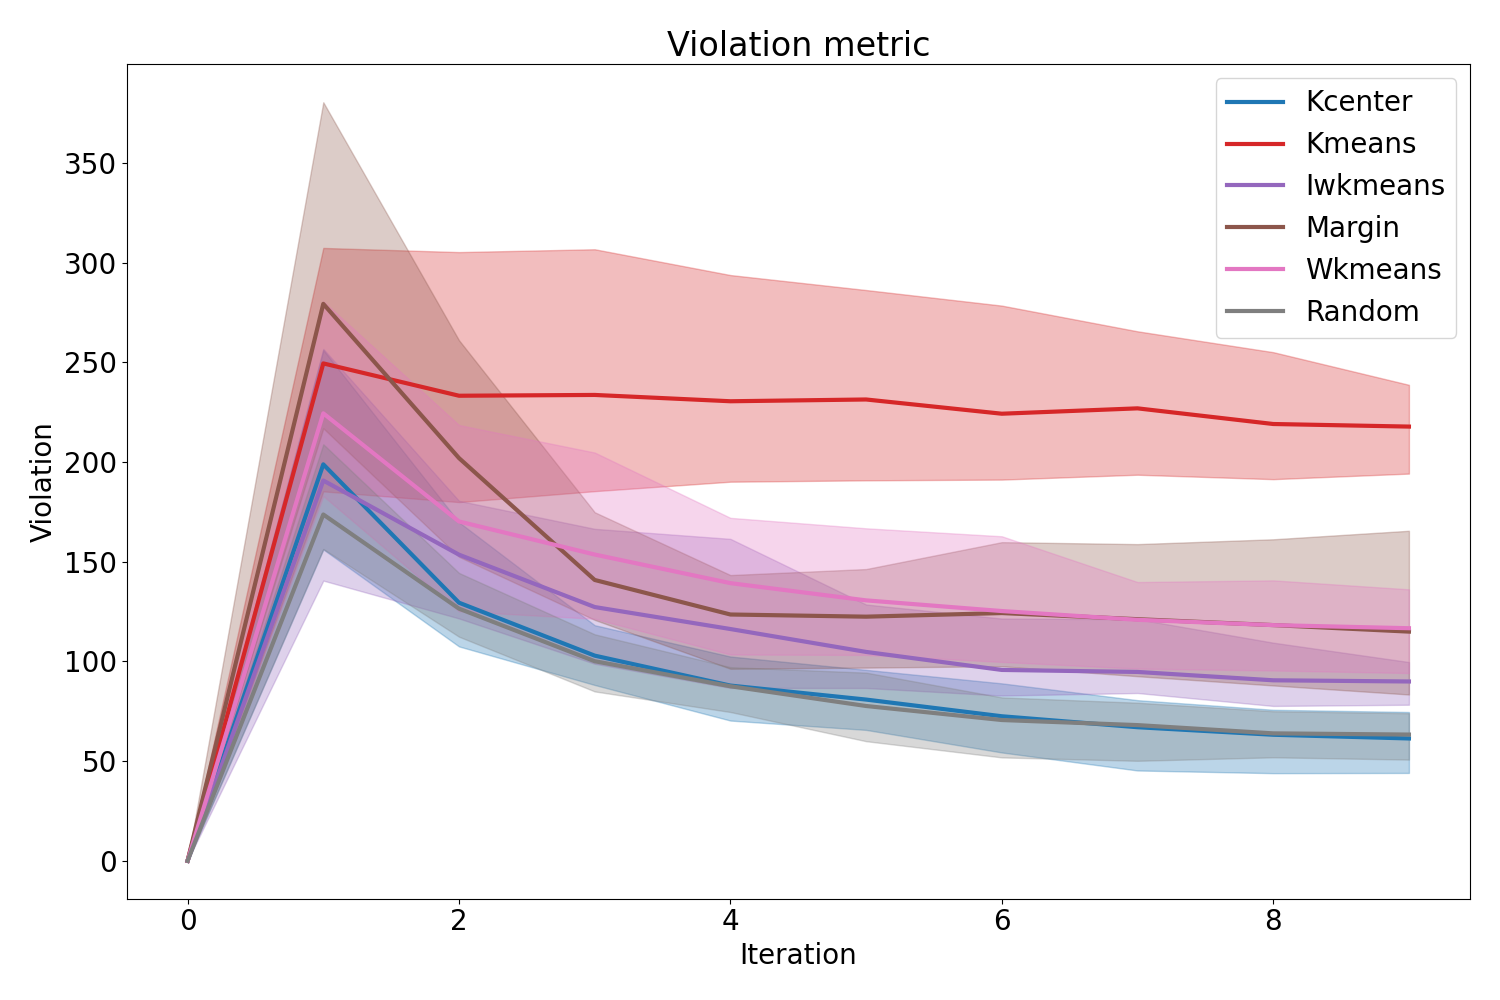 Violation metric
Kcenter
Kmeans
Iwkmeans
Margin
Wkmeans
Random
350
300
250
200
150
100
50
0
Violation
0 2 4 6 8
Iteration